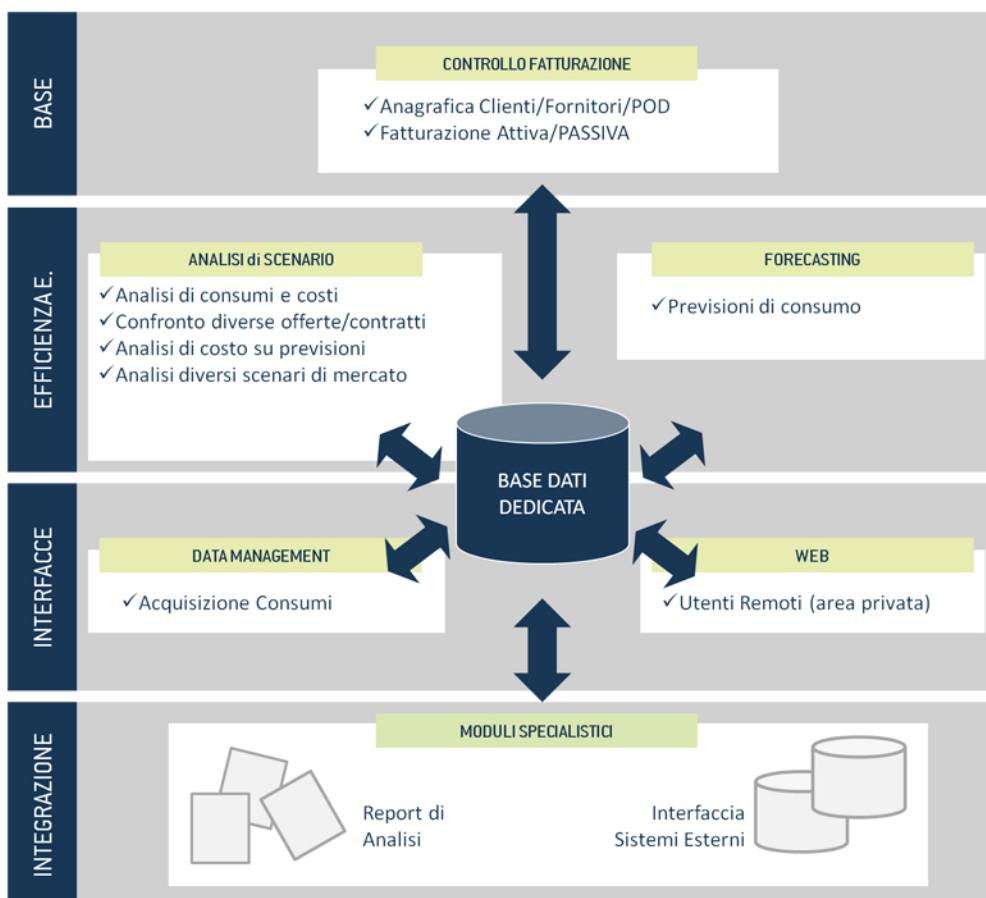 BASE
CONTROLLO FATTURAZIONE
✓Anagrafica Clienti/Fornitori/POD
✓Fatturazione Attiva/PASSIVA
EFFICIENZA E.
ANALISI di SCENARIO
✓Analisi di consumi e costi
✓Confronto diverse offerte/contratti
✓Analisi di costo su previsioni
✓Analisi diversi scenari di mercato
FORECASTING
✓Previsioni di consumo
BASE DATI
DEDICATA
INTERFACCE
DATA MANAGEMENT
✓Acquisizione Consumi
WEB
✓Utenti Remoti (area privata)
INTEGRAZIONE
MODULI SPECIALISTICI
Report di
Analisi
Interfaccia
Sistemi Esterni